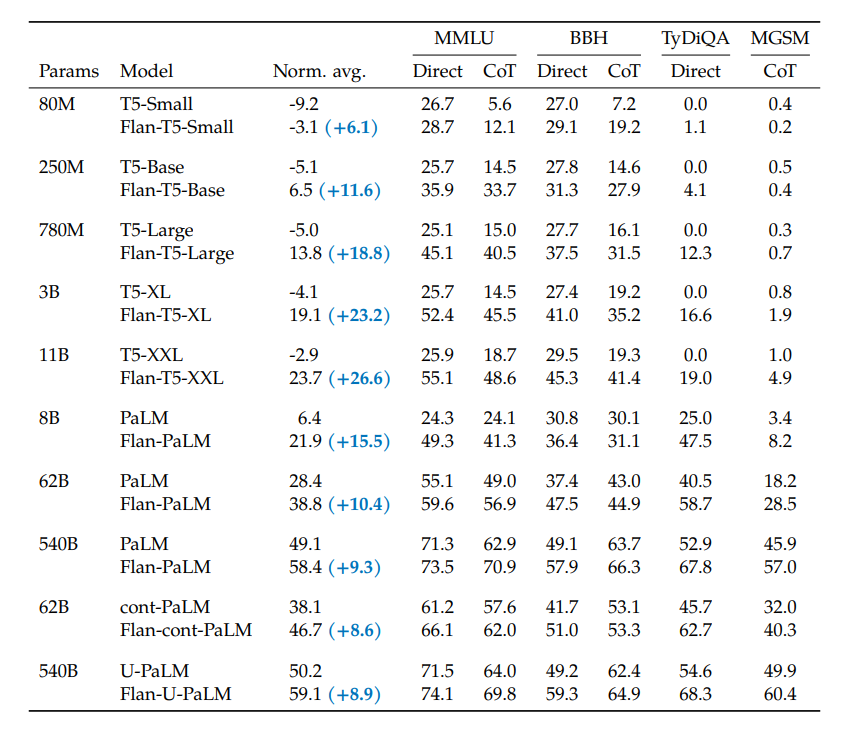 MMLU BBH TyDiQA MGSM
Params Model Norm. avg. Direct CoT Direct CoT Direct CoT
80M T5-Small -9.2 26.7 5.6 27.0 7.2 0.0 0.4
Flan-T5-Small -3.1 (+6.1) 28.7 12.1 29.1 19.2 1.1 0.2
250M T5-Base -5.1 25.7 14.5 27.8 14.6 0.0 0.5
Flan-T5-Base 6.5 (+11.6) 35.9 33.7 31.3 27.9 4.1 0.4
780M T5-Large -5.0 25.1 15.0 27.7 16.1 0.0 0.3
Flan-T5-Large 13.8 (+18.8) 45.1 40.5 37.5 31.5 12.3 0.7
3B T5-XL -4.1 25.7 14.5 27.4 19.2 0.0 0.8
Flan-T5-XL 19.1 (+23.2) 52.4 45.5 41.0 35.2 16.6 1.9
11B T5-XXL -2.9 25.9 18.7 29.5 19.3 0.0 1.0
Flan-T5-XXL 23.7 (+26.6) 55.1 48.6 45.3 41.4 19.0 4.9
8B PaLM 6.4 24.3 24.1 30.8 30.1 25.0 3.4
Flan-PaLM 21.9 (+15.5) 49.3 41.3 36.4 31.1 47.5 8.2
62B PaLM 28.4 55.1 49.0 37.4 43.0 40.5 18.2
Flan-PaLM 38.8 (+10.4) 59.6 56.9 47.5 44.9 58.7 28.5
540B PaLM 49.1 71.3 62.9 49.1 63.7 52.9 45.9
Flan-PaLM 58.4 (+9.3) 73.5 70.9 57.9 66.3 67.8 57.0
62B cont-PaLM 38.1 61.2 57.6 41.7 53.1 45.7 32.0
Flan-cont-PaLM 46.7 (+8.6) 66.1 62.0 51.0 53.3 62.7 40.3
540B U-PaLM 50.2 71.5 64.0 49.2 62.4 54.6 49.9
Flan-U-PaLM 59.1 (+8.9) 74.1 69.8 59.3 64.9 68.3 60.4